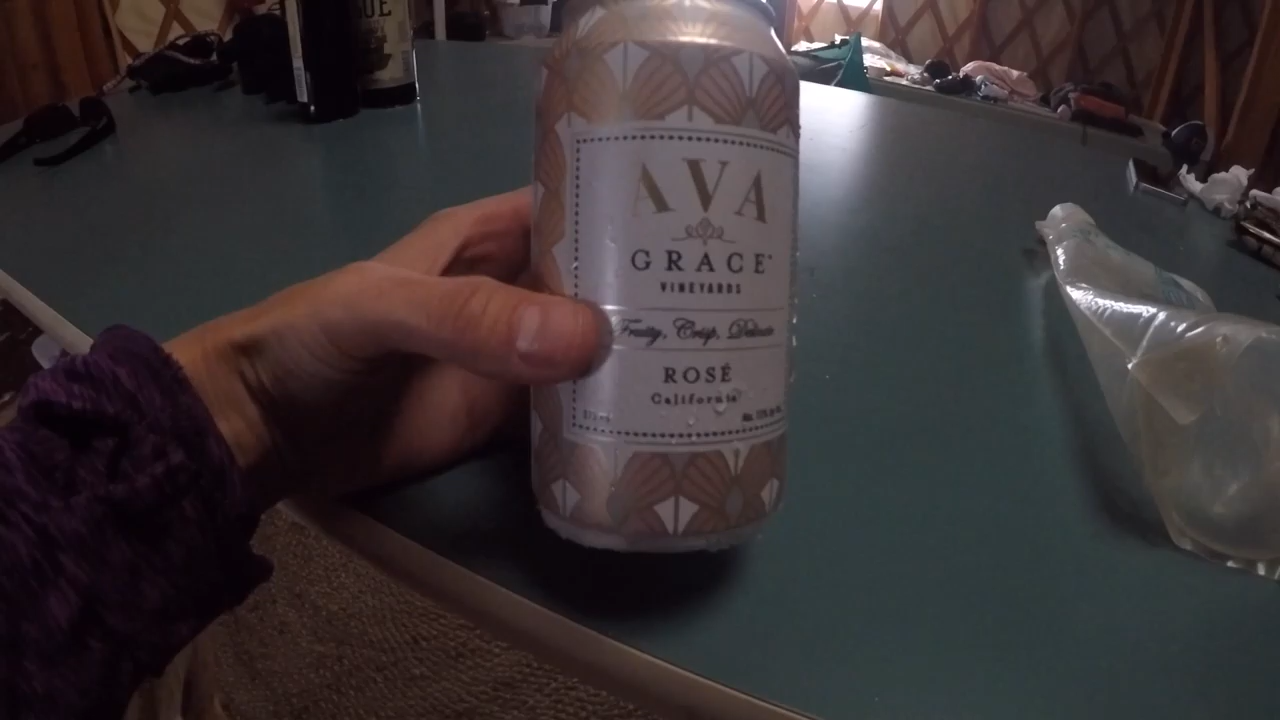 AVA
GRACE
VINEYARDS
Fruity, Crisp, Delicate
ROSÉ
California